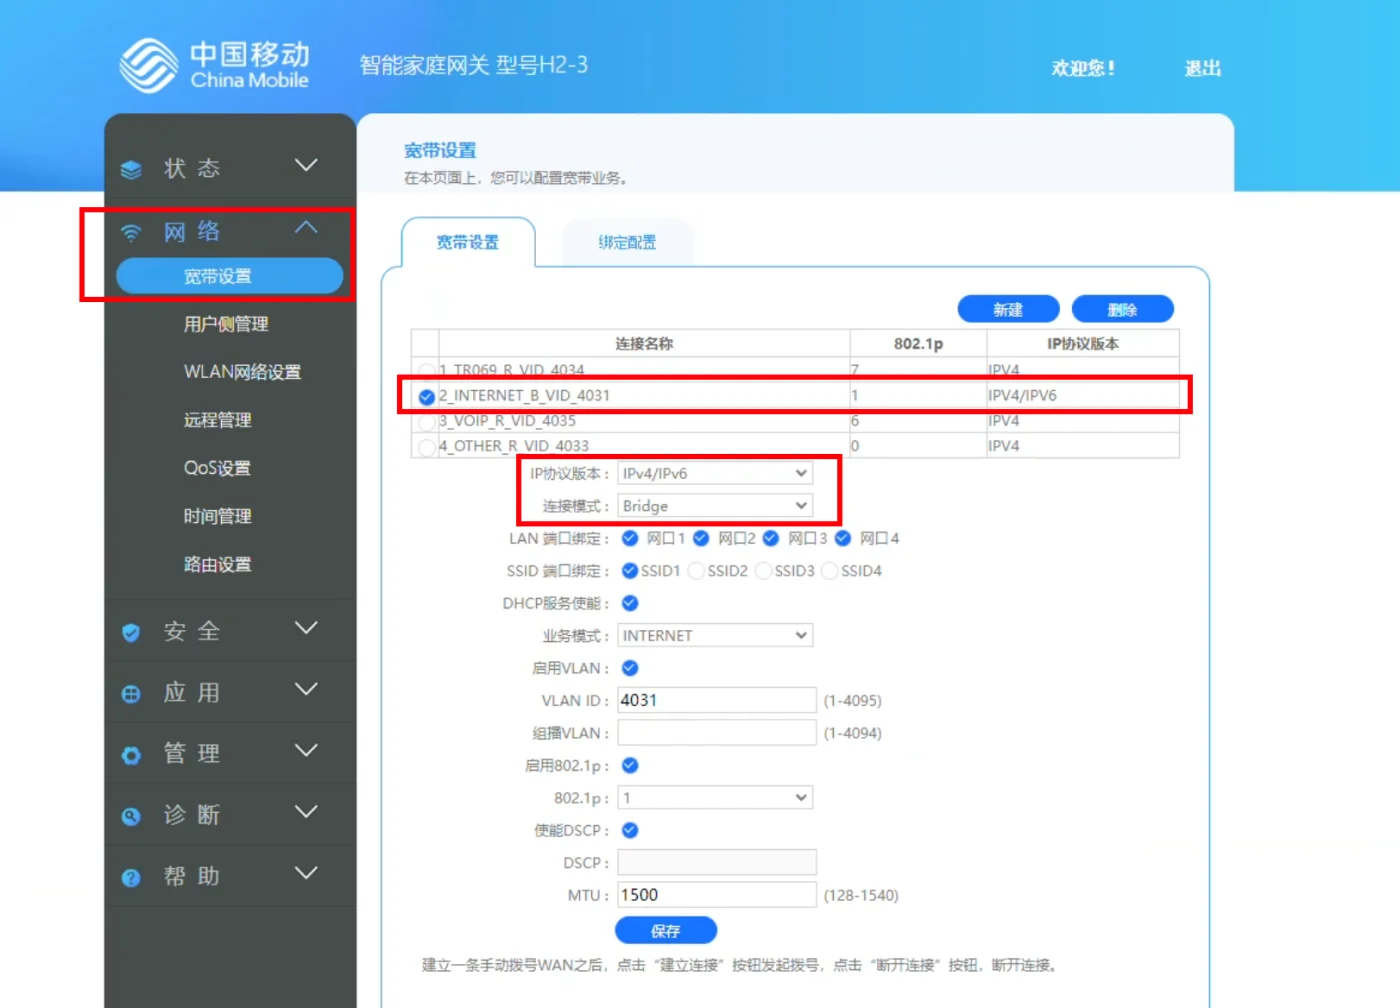 中国移动
China Mobile
智能家庭网关 型号H2-3
欢迎您！
退出
状 态
网 络
宽带设置
用户侧管理
WLAN网络设置
远程管理
QoS设置
时间管理
路由设置
安 全
应 用
管 理
诊 断
帮 助
宽带设置
在本页面上，您可以配置宽带业务。
宽带设置 绑定配置
新建 删除
连接名称 802.1p IP协议版本
1_TR069_R_VID_4034 7 IPV4
2_INTERNET_B_VID_4031 1 IPV4/IPV6
3_VOIP_R_VID_4035 6 IPV4
4_OTHER_R_VID_4033 0 IPV4
IP协议版本： IPv4/IPv6
连接模式： Bridge
LAN 端口绑定： 网口1 网口2 网口3 网口4
SSID 端口绑定： SSID1 SSID2 SSID3 SSID4
DHCP服务使能：
业务模式： INTERNET
启用VLAN：
VLAN ID： 4031 (1-4095)
组播VLAN： (1-4094)
启用802.1p：
802.1p： 1
使能DSCP：
DSCP：
MTU： 1500 (128-1540)
保存
建立一条手动拨号WAN之后，点击“建立连接”按钮发起拨号，点击“断开连接”按钮，断开连接。